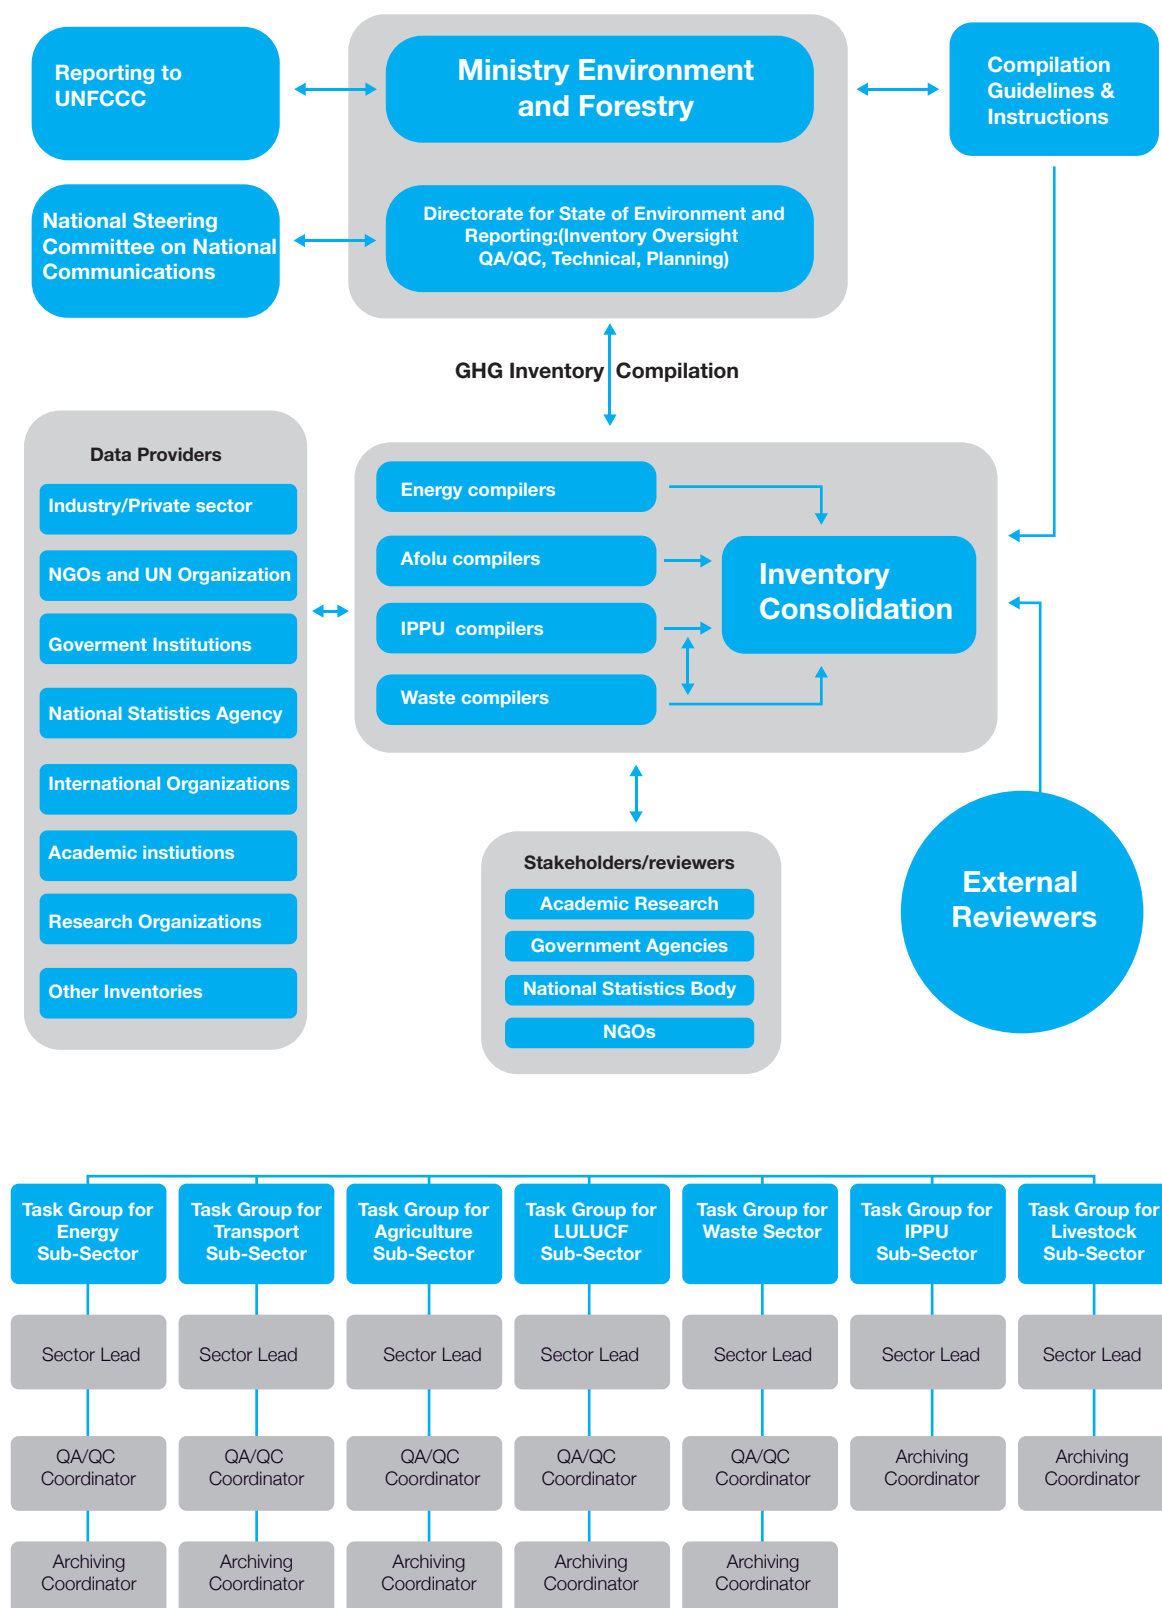 Reporting to
UNFCCC
Ministry Environment
and Forestry
Compilation
Guidelines &
Instructions
National Steering
Committee on National
Communications
Directorate for State of Environment and
Reporting:(Inventory Oversight
QA/QC, Technical, Planning)
GHG Inventory Compilation
Data Providers
Industry/Private sector
NGOs and UN Organization
Goverment Institutions
National Statistics Agency
International Organizations
Academic instiutions
Research Organizations
Other Inventories
Energy compilers
Afolu compilers
IPPU compilers
Waste compilers
Inventory
Consolidation
Stakeholders/reviewers
Academic Research
Government Agencies
National Statistics Body
NGOs
External
Reviewers
Task Group for
Energy
Sub-Sector
Task Group for
Transport
Sub-Sector
Task Group for
Agriculture
Sub-Sector
Task Group for
LULUCF
Sub-Sector
Task Group for
Waste Sector
Task Group for
IPPU
Sub-Sector
Task Group for
Livestock
Sub-Sector
Sector Lead
Sector Lead
Sector Lead
Sector Lead
Sector Lead
Sector Lead
Sector Lead
QA/QC
Coordinator
QA/QC
Coordinator
QA/QC
Coordinator
QA/QC
Coordinator
QA/QC
Coordinator
Archiving
Coordinator
Archiving
Coordinator
Archiving
Coordinator
Archiving
Coordinator
Archiving
Coordinator
Archiving
Coordinator
Archiving
Coordinator